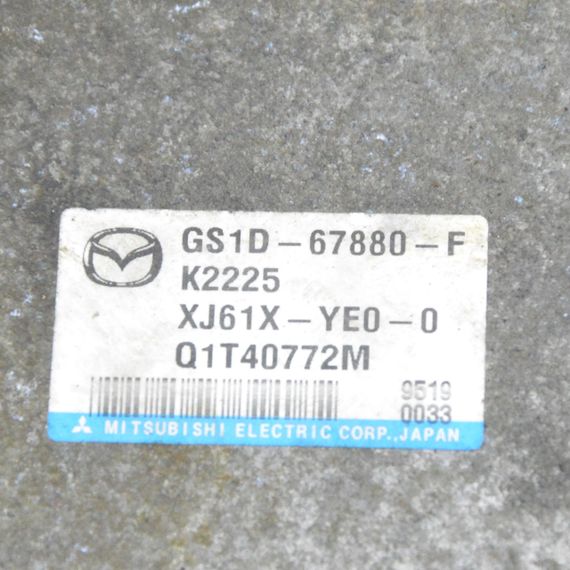 GS1D-67880-F
K2225
XJ61X-YE0-0
Q1T40772M
9519
0033
MITSUBISHI ELECTRIC CORP.,JAPAN